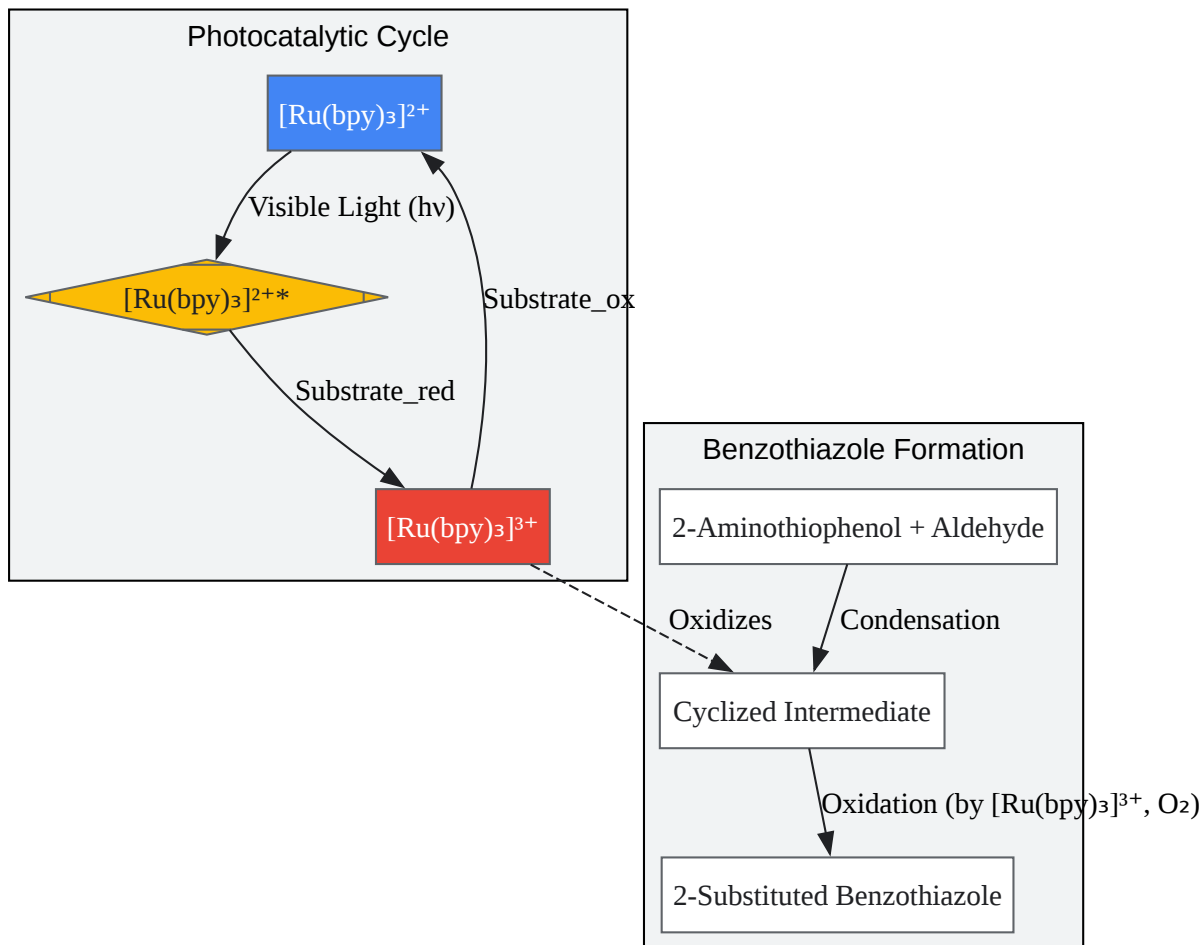 Photocatalytic Cycle
[Ru(bpy)₃]²⁺
Visible Light (hν)
[Ru(bpy)₃]²⁺*
Substrate_ox
Substrate_red
[Ru(bpy)₃]³⁺
Benzothiazole Formation
2-Aminothiophenol + Aldehyde
Oxidizes
Condensation
Cyclized Intermediate
Oxidation (by [Ru(bpy)₃]³⁺, O₂)
2-Substituted Benzothiazole